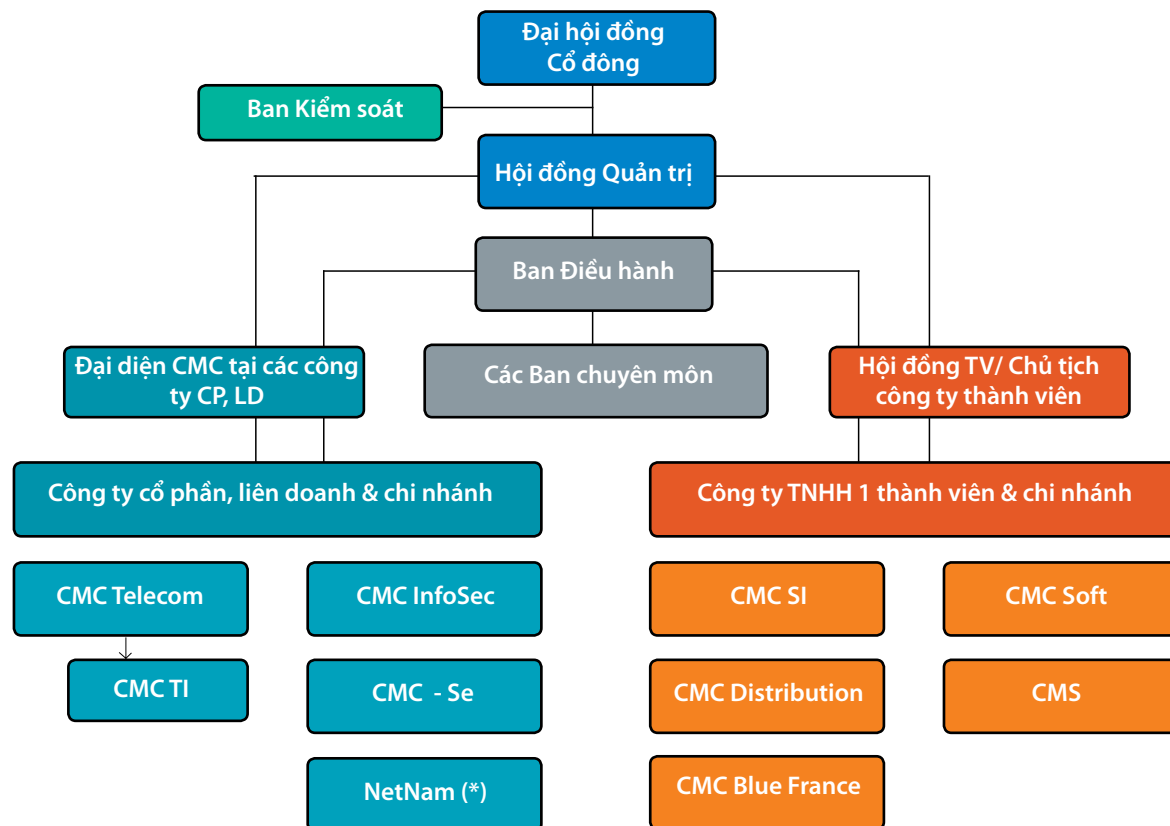 Đại hội đồng
Cổ đông
Ban Kiểm soát
Hội đồng Quản trị
Ban Điều hành
Đại diện CMC tại các công
ty CP, LD
Các Ban chuyên môn
Hội đồng TV/ Chủ tịch
công ty thành viên
Công ty cổ phần, liên doanh & chi nhánh
Công ty TNHH 1 thành viên & chi nhánh
CMC Telecom
CMC InfoSec
CMC SI
CMC Soft
CMC TI
CMC - Se
CMC Distribution
CMS
NetNam (*)
CMC Blue France